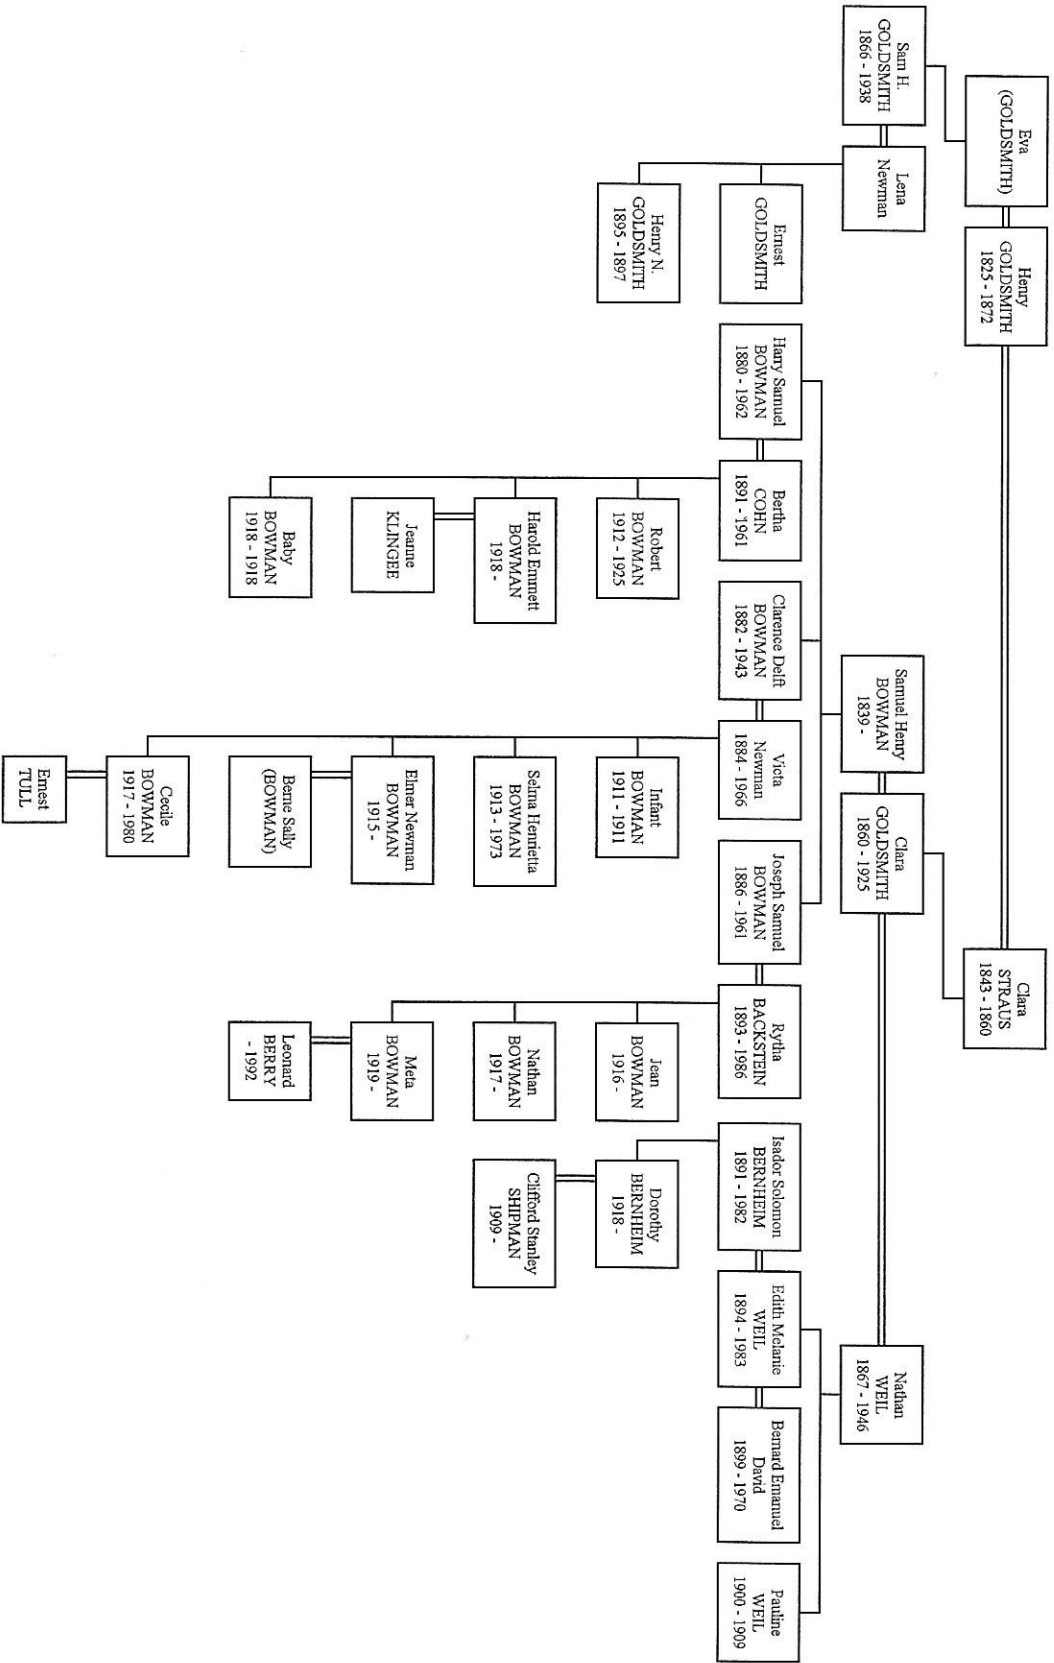 Eva
(GOLDSMITH)
Henry
GOLDSMITH
1825 - 1872
Clara
STRAUS
1843 - 1860
Sam H.
GOLDSMITH
1866 - 1938
Lena
Newman
Samuel Henry
BOWMAN
1839 -
Clara
GOLDSMITH
1860 - 1925
Nathan
WEIL
1867 - 1946
Ernest
GOLDSMITH
Harry Samuel
BOWMAN
1880 - 1962
Bertha
COHN
1891 - 1961
Clarence Delft
BOWMAN
1882 - 1943
Victa
Newman
1884 - 1966
Joseph Samuel
BOWMAN
1886 - 1961
Rytha
BACKSTEIN
1893 - 1986
Isador Solomon
BERNHEIM
1891 - 1982
Edith Melanie
WEIL
1894 - 1983
Bernard Emanuel
David
1899 - 1970
Pauline
WEIL
1900 - 1909
Henry N.
GOLDSMITH
1895 - 1897
Robert
BOWMAN
1912 - 1925
Infant
BOWMAN
1911 - 1911
Jean
BOWMAN
1916 -
Dorothy
BERNHEIM
1918 -
Harold Emmett
BOWMAN
1918 -
Selma Henrietta
BOWMAN
1913 - 1973
Nathan
BOWMAN
1917 -
Clifford Stanley
SHIPMAN
1909 -
Jeanne
KLINGEE
Elmer Newman
BOWMAN
1915 -
Meta
BOWMAN
1919 -
Baby
BOWMAN
1918 - 1918
Berne Sally
(BOWMAN)
Leonard
BERRY
- 1992
Cecile
BOWMAN
1917 - 1980
Ernest
TULL